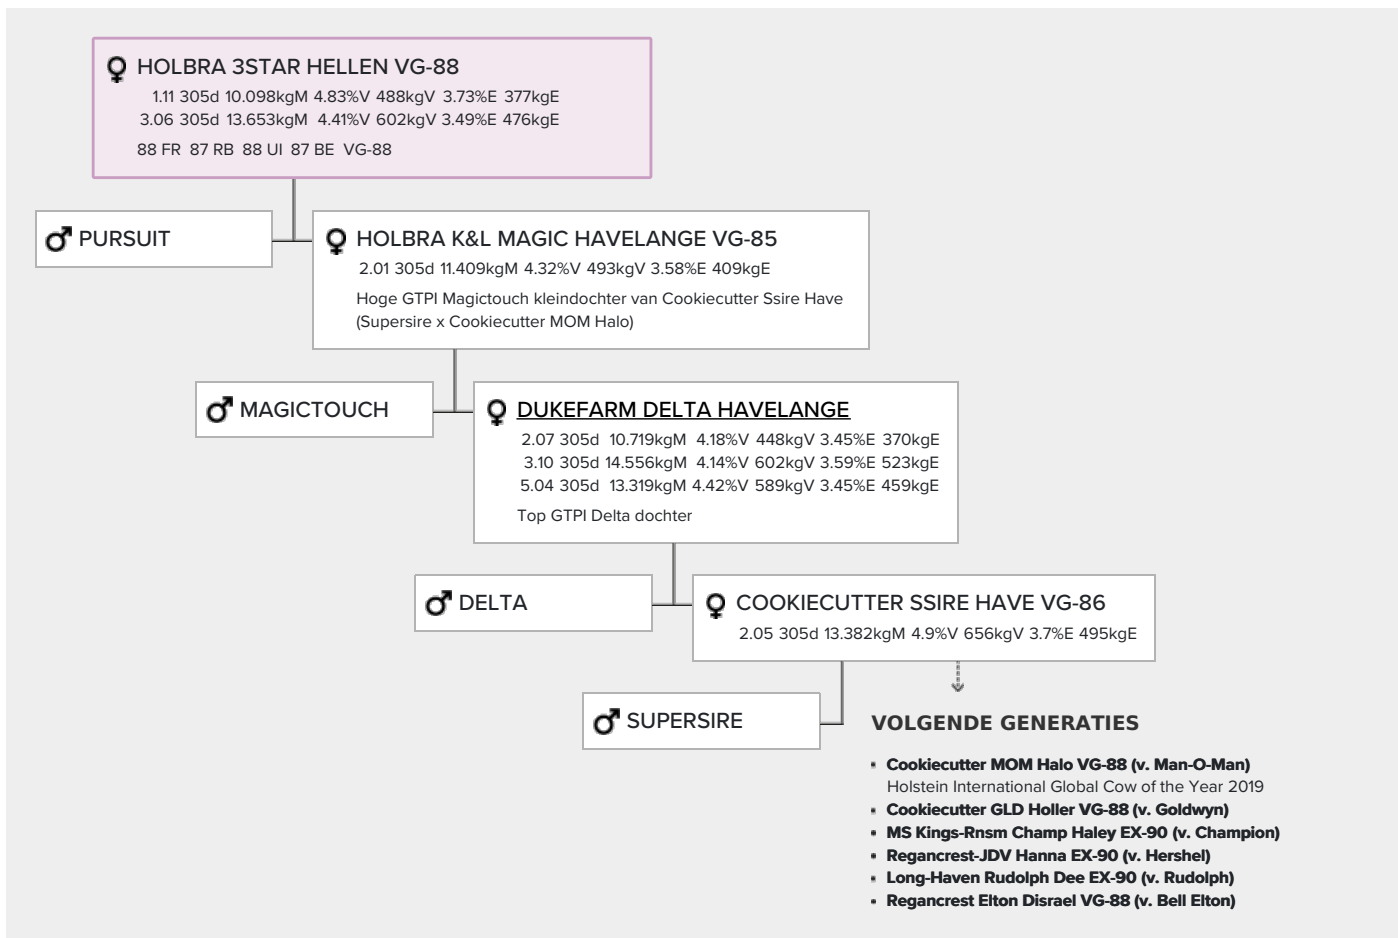 HOLBRA 3STAR HELLEN VG-88
1.11 305d 10.098kgM 4.83%V 488kgV 3.73%E 377kgE
3.06 305d 13.653kgM 4.41%V 602kgV 3.49%E 476kgE
88 FR 87 RB 88 UI 87 BE VG-88
PURSUIT
HOLBRA K&L MAGIC HAVELANGE VG-85
2.01 305d 11.409kgM 4.32%V 493kgV 3.58%E 409kgE
Hoge GTPI Magictouch kleindochter van Cookiecutter Ssire Have
(Supersire x Cookiecutter MOM Halo)
MAGICTOUCH
DUKEFARM DELTA HAVELANGE
2.07 305d 10.719kgM 4.18%V 448kgV 3.45%E 370kgE
3.10 305d 14.556kgM 4.14%V 602kgV 3.59%E 523kgE
5.04 305d 13.319kgM 4.42%V 589kgV 3.45%E 459kgE
Top GTPI Delta dochter
DELTA
COOKIECUTTER SSIRE HAVE VG-86
2.05 305d 13.382kgM 4.9%V 656kgV 3.7%E 495kgE
SUPERSIRE
VOLGENDE GENERATIES
Cookiecutter MOM Halo VG-88 (v. Man-O-Man)
Holstein International Global Cow of the Year 2019
Cookiecutter GLD Holler VG-88 (v. Goldwyn)
MS Kings-Rnsm Champ Haley EX-90 (v. Champion)
Regancrest-JDV Hanna EX-90 (v. Hershel)
Long-Haven Rudolph Dee EX-90 (v. Rudolph)
Regancrest Elton Disrael VG-88 (v. Bell Elton)